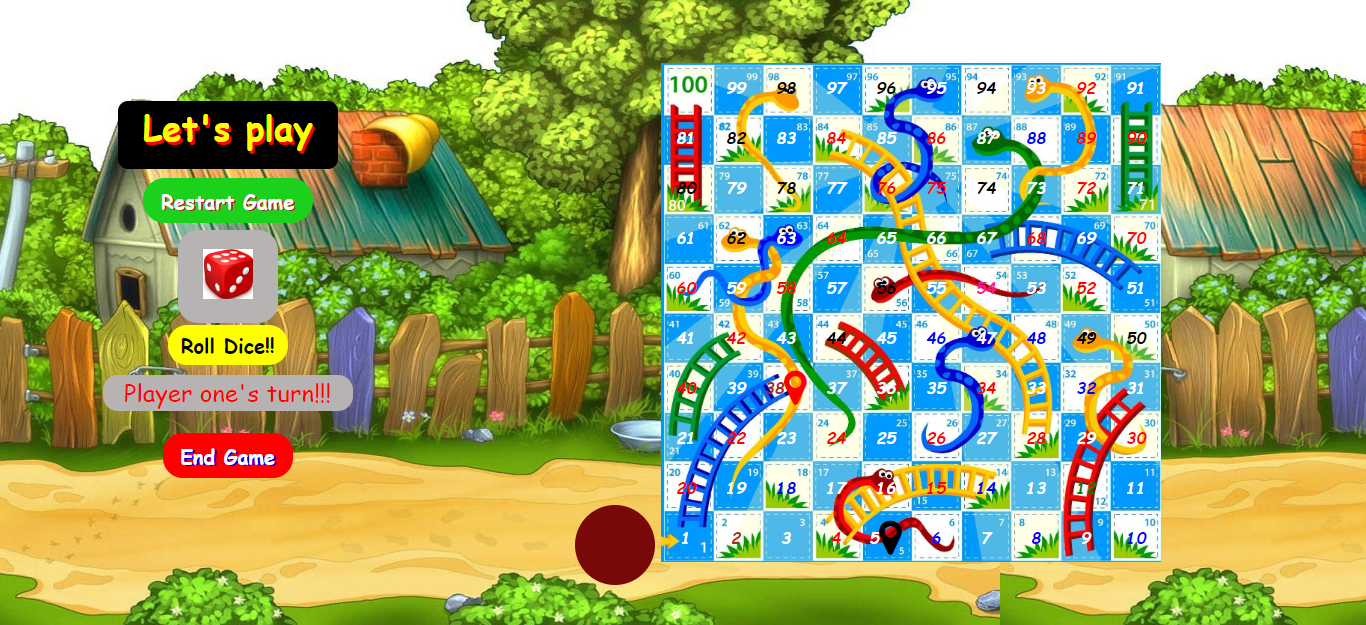 Let's play
Restart Game
Roll Dice!!
Player one's turn!!!
End Game
100 99 98 97 96 95 94 93 92 91
81 82 83 84 85 86 87 88 89 90
80 79 78 77 76 75 74 73 72 71
61 62 63 64 65 66 67 68 69 70
60 59 58 57 56 55 54 53 52 51
41 42 43 44 45 46 47 48 49 50
40 39 38 37 36 35 34 33 32 31
21 22 23 24 25 26 27 28 29 30
20 19 18 17 16 15 14 13 12 11
1 2 3 4 5 6 7 8 9 10